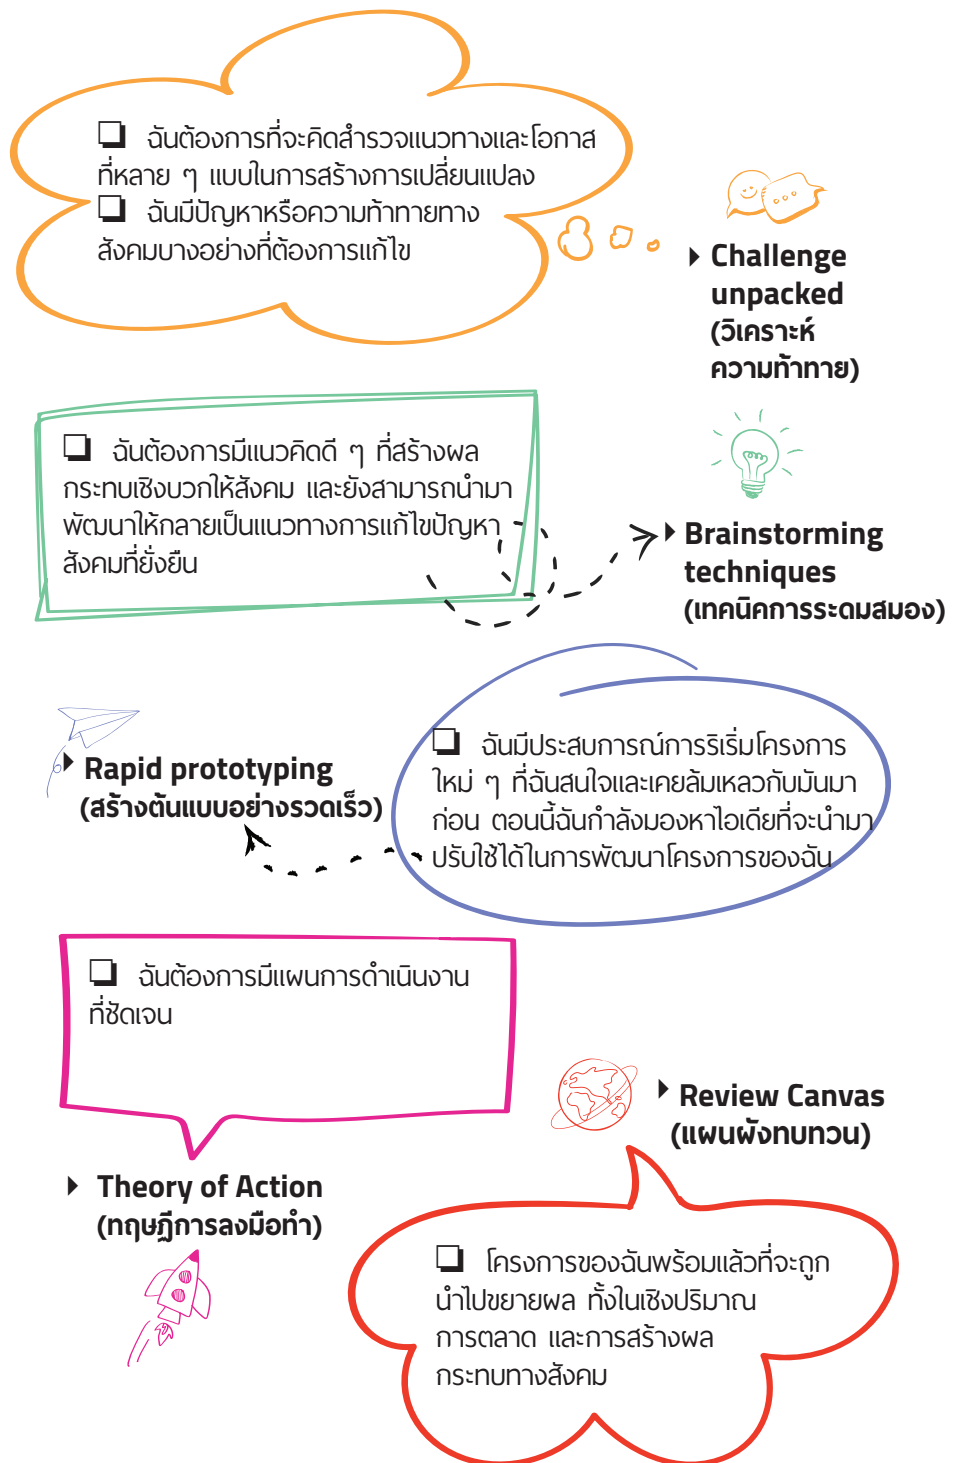 ❏ ฉันต้องการที่จะคิดสำรวจแนวทางและโอกาส
ที่หลาย ๆ แบบในการสร้างการเปลี่ยนแปลง
❏ ฉันมีปัญหาหรือความท้าทายทาง
สังคมบางอย่างที่ต้องการแก้ไข
Challenge
unpacked
(วิเคราะห์
ความท้าทาย)
❏ ฉันต้องการมีแนวคิดดี ๆ ที่สร้างผล
กระทบเชิงบวกให้สังคม และยังสามารถนำมา
พัฒนาให้กลายเป็นแนวทางการแก้ไขปัญหา
สังคมที่ยั่งยืน
Brainstorming
techniques
(เทคนิคการระดมสมอง)
❏ ฉันมีประสบการณ์การริเริ่มโครงการ
ใหม่ ๆ ที่ฉันสนใจและเคยล้มเหลวกับมันมา
ก่อน ตอนนี้ฉันกำลังมองหาไอเดียที่จะนำมา
ปรับใช้ได้ในการพัฒนาโครงการของฉัน
Rapid prototyping
(สร้างต้นแบบอย่างรวดเร็ว)
❏ ฉันต้องการมีแผนการดำเนินงาน
ที่ชัดเจน
Theory of Action
(ทฤษฎีการลงมือทำ)
Review Canvas
(แผนผังทบทวน)
❏ โครงการของฉันพร้อมแล้วที่จะถูก
นำไปขยายผล ทั้งในเชิงปริมาณ
การตลาด และการสร้างผล
กระทบทางสังคม